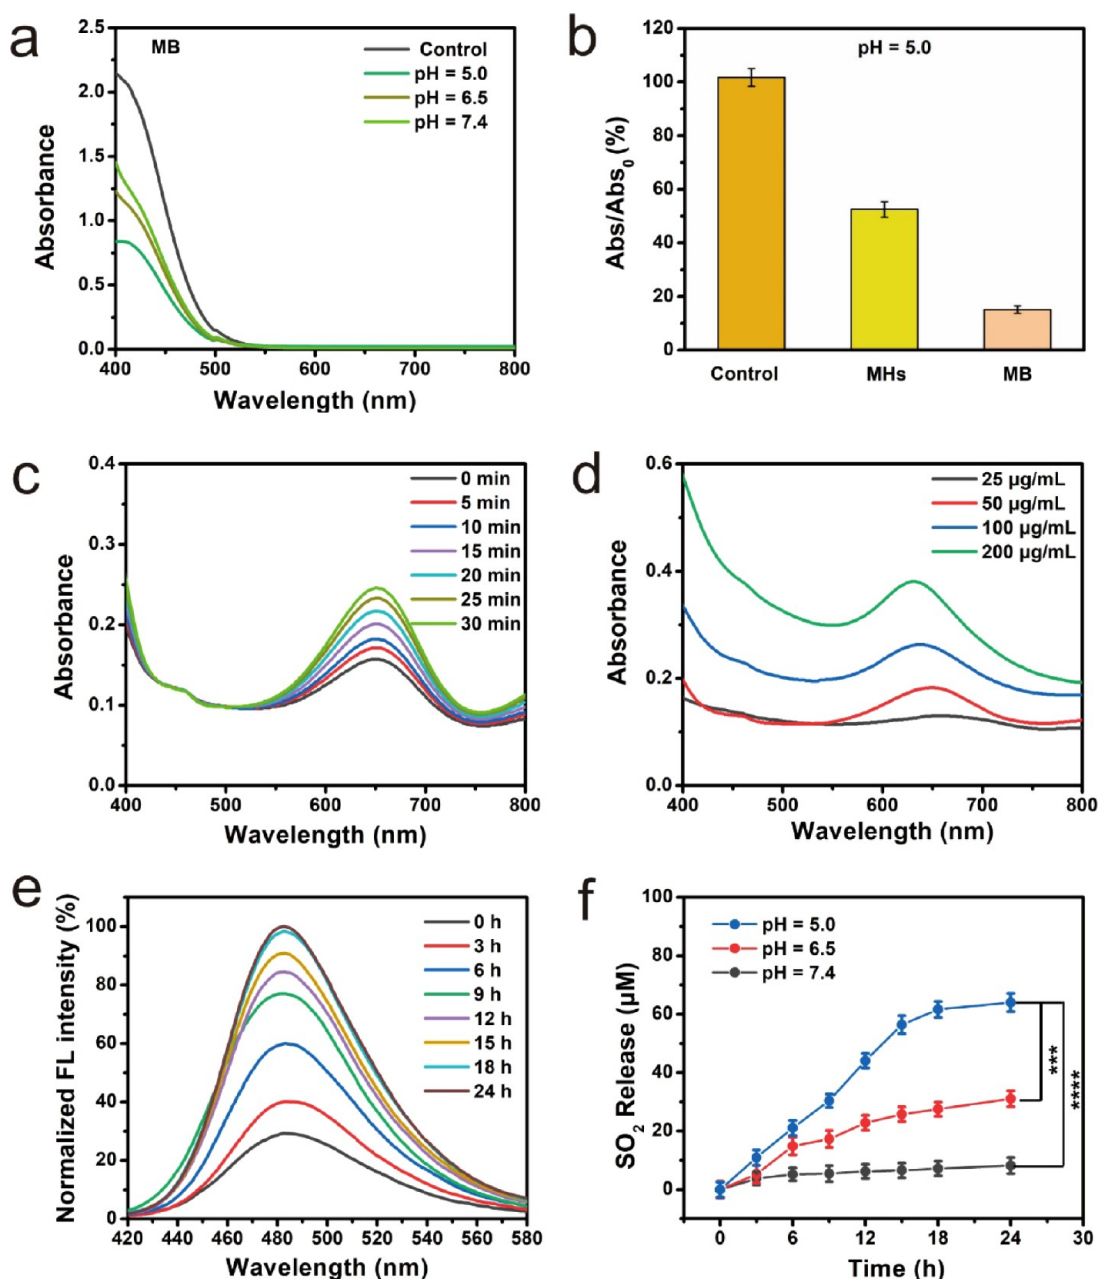 a
MB
Control
pH = 5.0
pH = 6.5
pH = 7.4
2.5
2.0
1.5
1.0
0.5
0.0
Absorbance
400 500 600 700 800
Wavelength (nm)
b
pH = 5.0
120
100
80
60
40
20
0
Abs/Abs₀ (%)
Control MHs MB
c
0 min
5 min
10 min
15 min
20 min
25 min
30 min
0.4
0.3
0.2
0.1
0.0
Absorbance
400 500 600 700 800
Wavelength (nm)
d
25 µg/mL
50 µg/mL
100 µg/mL
200 µg/mL
0.6
0.4
0.2
0.0
Absorbance
400 500 600 700 800
Wavelength (nm)
e
0 h
3 h
6 h
9 h
12 h
15 h
18 h
24 h
100
80
60
40
20
0
Normalized FL intensity (%)
420 440 460 480 500 520 540 560 580
Wavelength (nm)
f
pH = 5.0
pH = 6.5
pH = 7.4
100
80
60
40
20
0
SO₂ Release (µM)
***
****
0 6 12 18 24 30
Time (h)